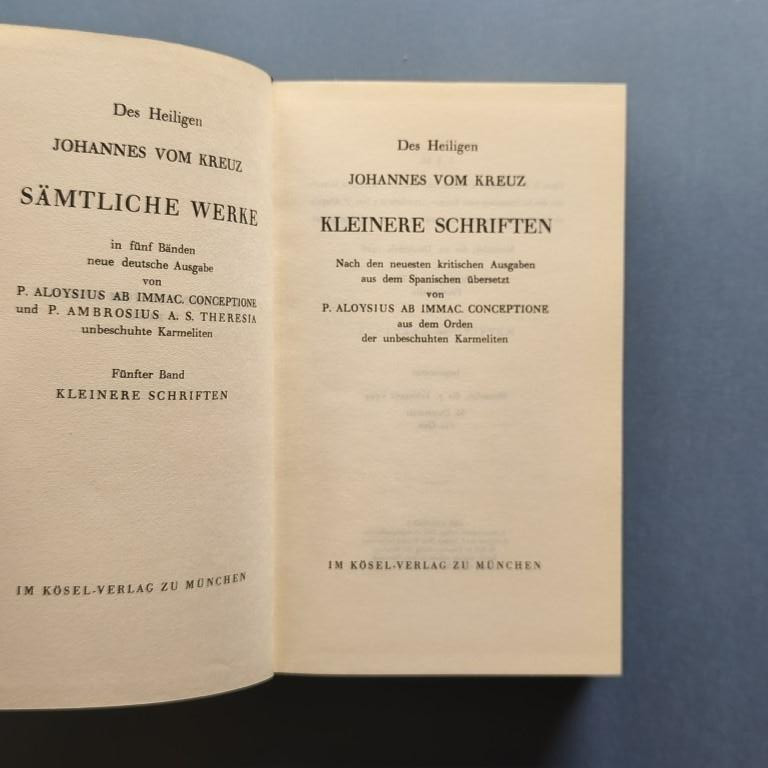 Des Heiligen
JOHANNES VOM KREUZ
SÄMTLICHE WERKE
in fünf Bänden
neue deutsche Ausgabe
von
P. ALOYSIUS AB IMMAC. CONCEPTIONE
und P. AMBROSIUS A. S. THERESIA
unbeschuhte Karmeliten
Fünfter Band
KLEINERE SCHRIFTEN
IM KÖSEL-VERLAG ZU MÜNCHEN
Des Heiligen
JOHANNES VOM KREUZ
KLEINERE SCHRIFTEN
Nach den neuesten kritischen Ausgaben
aus dem Spanischen übersetzt
von
P. ALOYSIUS AB IMMAC. CONCEPTIONE
aus dem Orden
der unbeschuhten Karmeliten
IM KÖSEL-VERLAG ZU MÜNCHEN